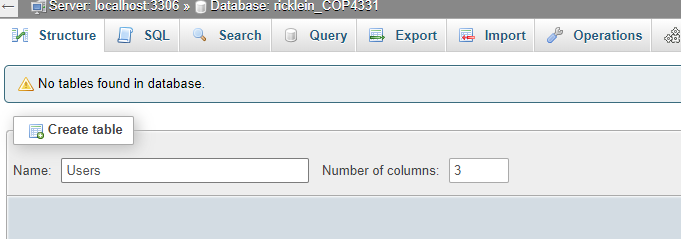 Server: localhost:3306 » Database: ricklein_COP4331
Structure SQL Search Query Export Import Operations
No tables found in database.
Create table
Name: Users Number of columns: 3